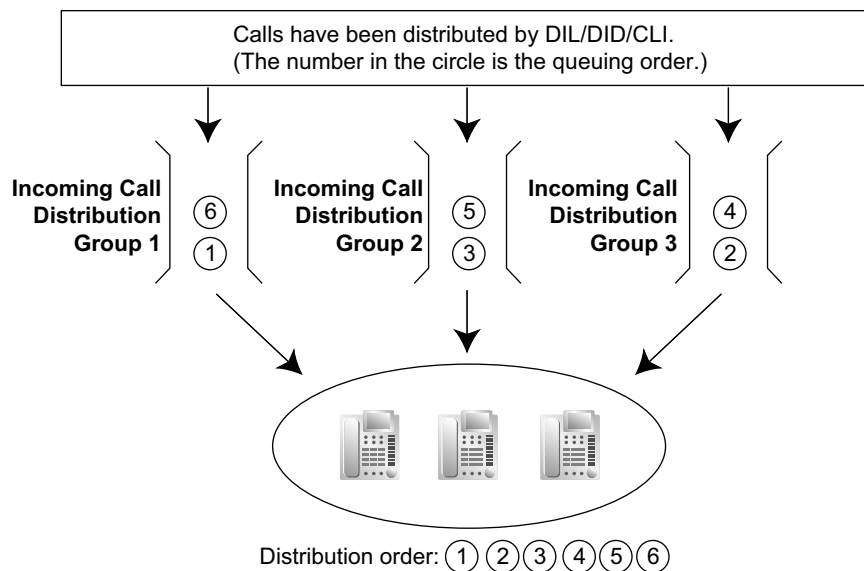 Calls have been distributed by DIL/DID/CLI.
(The number in the circle is the queuing order.)
Incoming Call
Distribution
Group 1
6
1
Incoming Call
Distribution
Group 2
5
3
Incoming Call
Distribution
Group 3
4
2
Distribution order: 1 2 3 4 5 6